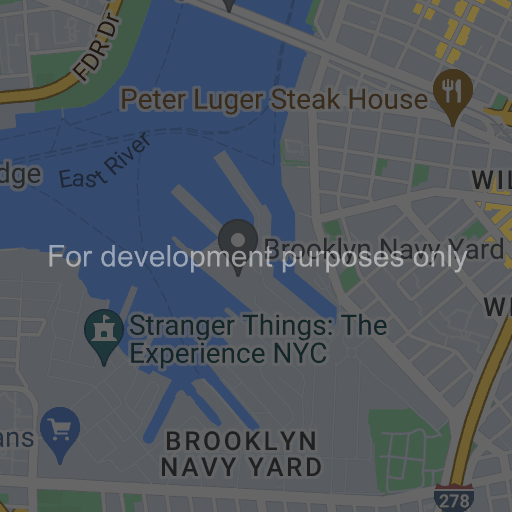 FDR Dr
Peter Luger Steak House
East River
dge
WIL
For development purposes only
Brooklyn Navy Yard
WI
Stranger Things: The
Experience NYC
ans
BROOKLYN
NAVY YARD
278